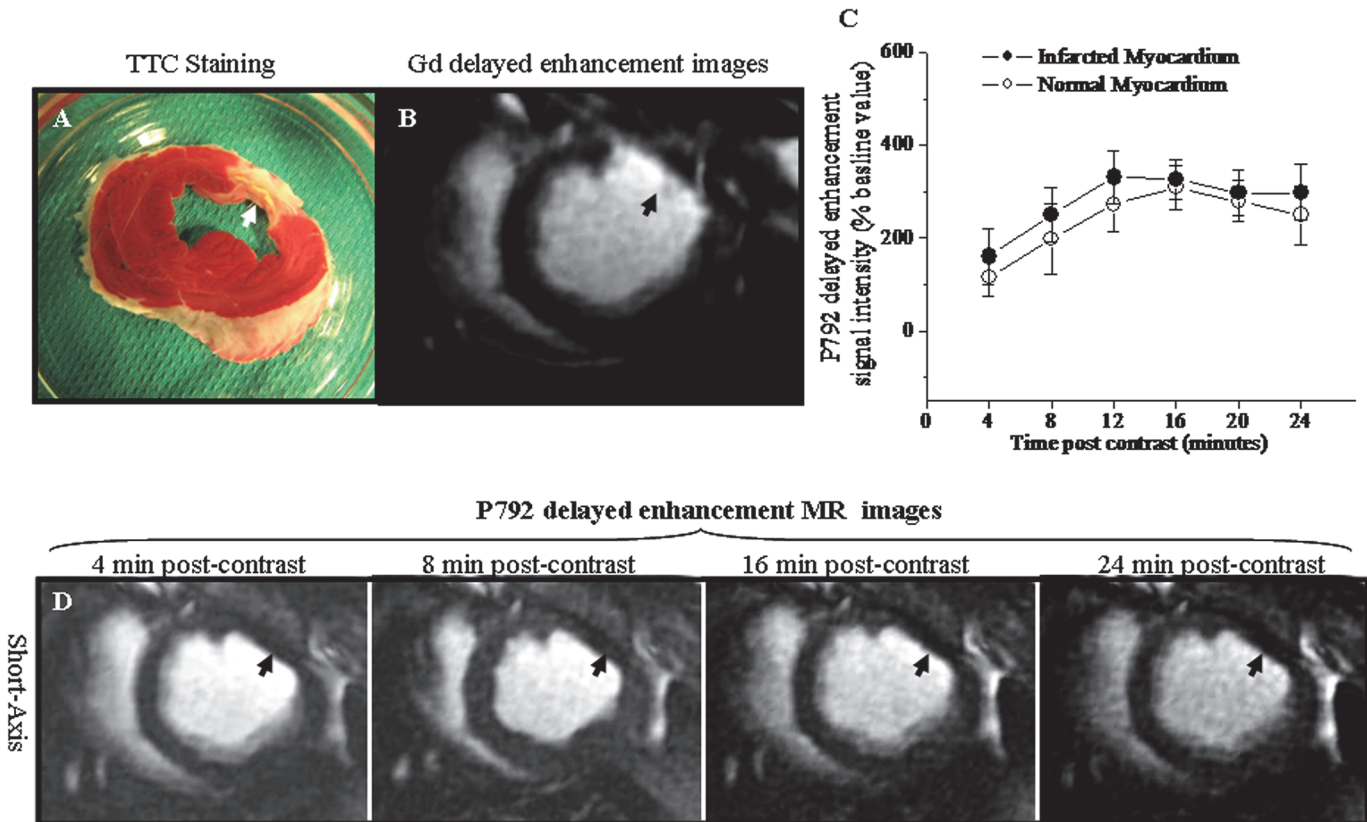 TTC Staining
Gd delayed enhancement images
A
B
C
P792 delayed enhancement
signal intensity (% basline value)
600
400
200
0
Infarcted Myocardium
Normal Myocardium
0 4 8 12 16 20 24
Time post contrast (minutes)
P792 delayed enhancement MR images
4 min post-contrast
8 min post-contrast
16 min post-contrast
24 min post-contrast
D
Short-Axis